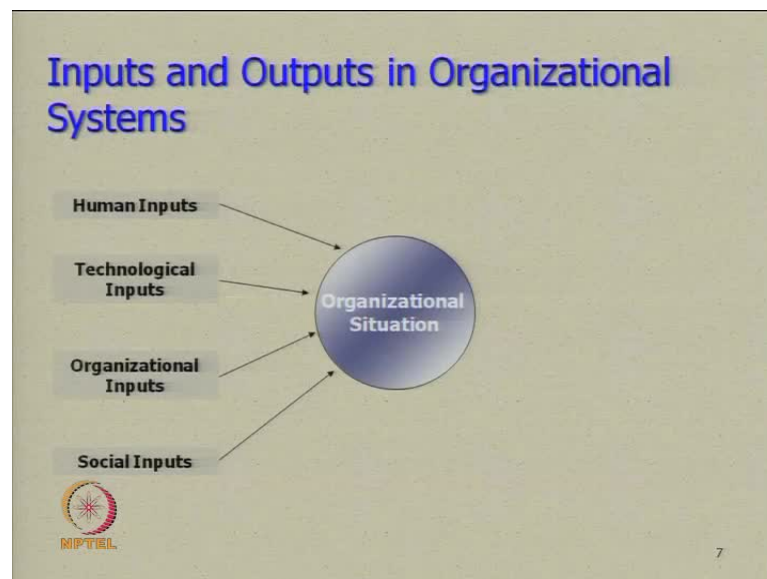 Inputs and Outputs in Organizational
Systems
Human Inputs
Technological
Inputs
Organizational
Inputs
Social Inputs
Organizational
Situation
NPTEL
7